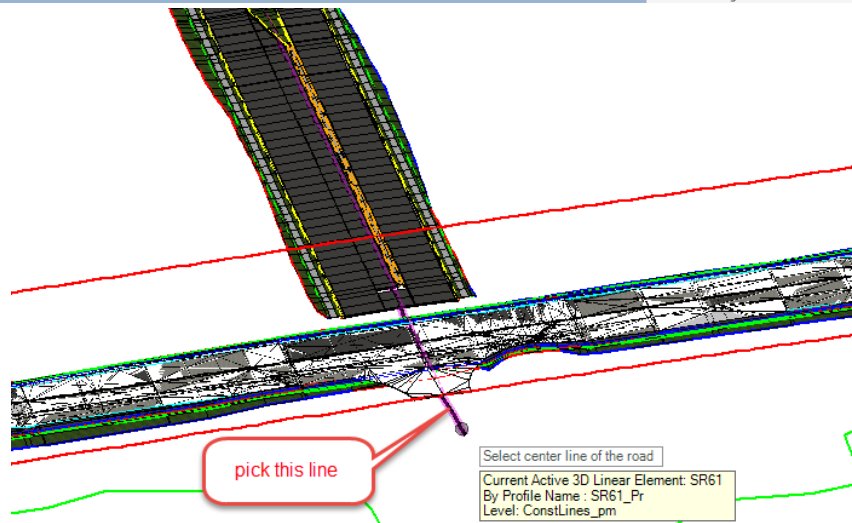 pick this line
Select center line of the road
Current Active 3D Linear Element: SR61
By Profile Name : SR61_Pr
Level: ConstLines_pm